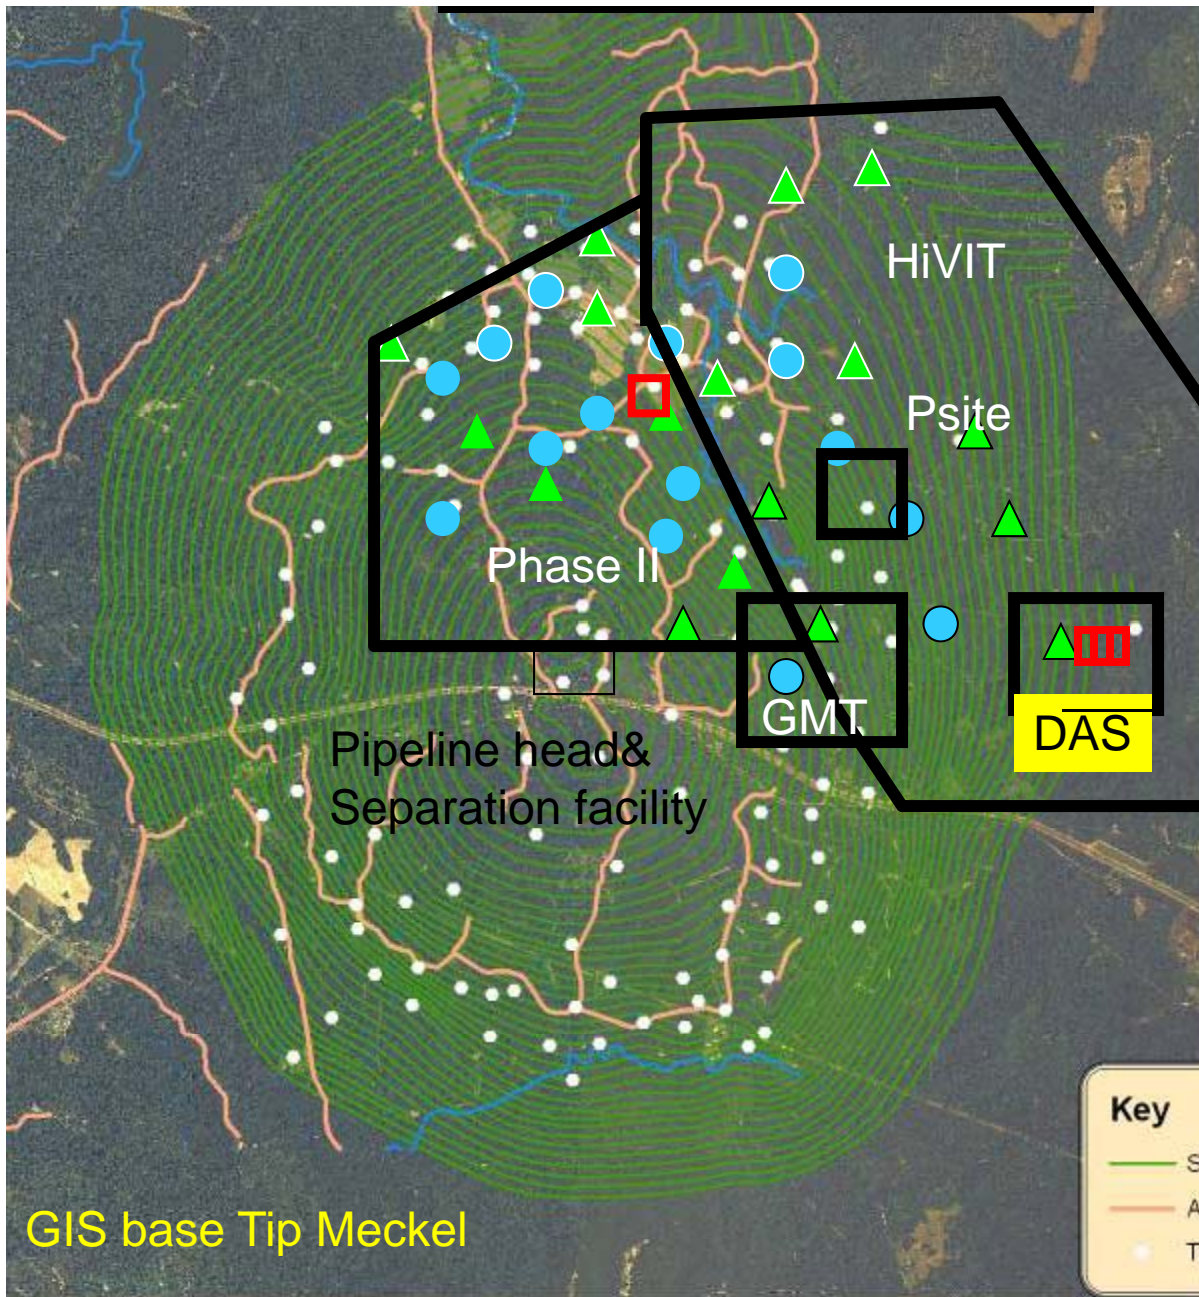 HiVIT
Psite
Phase II
GMT
DAS
Pipeline head&
Separation facility
Key
S
A
T
GIS base Tip Meckel